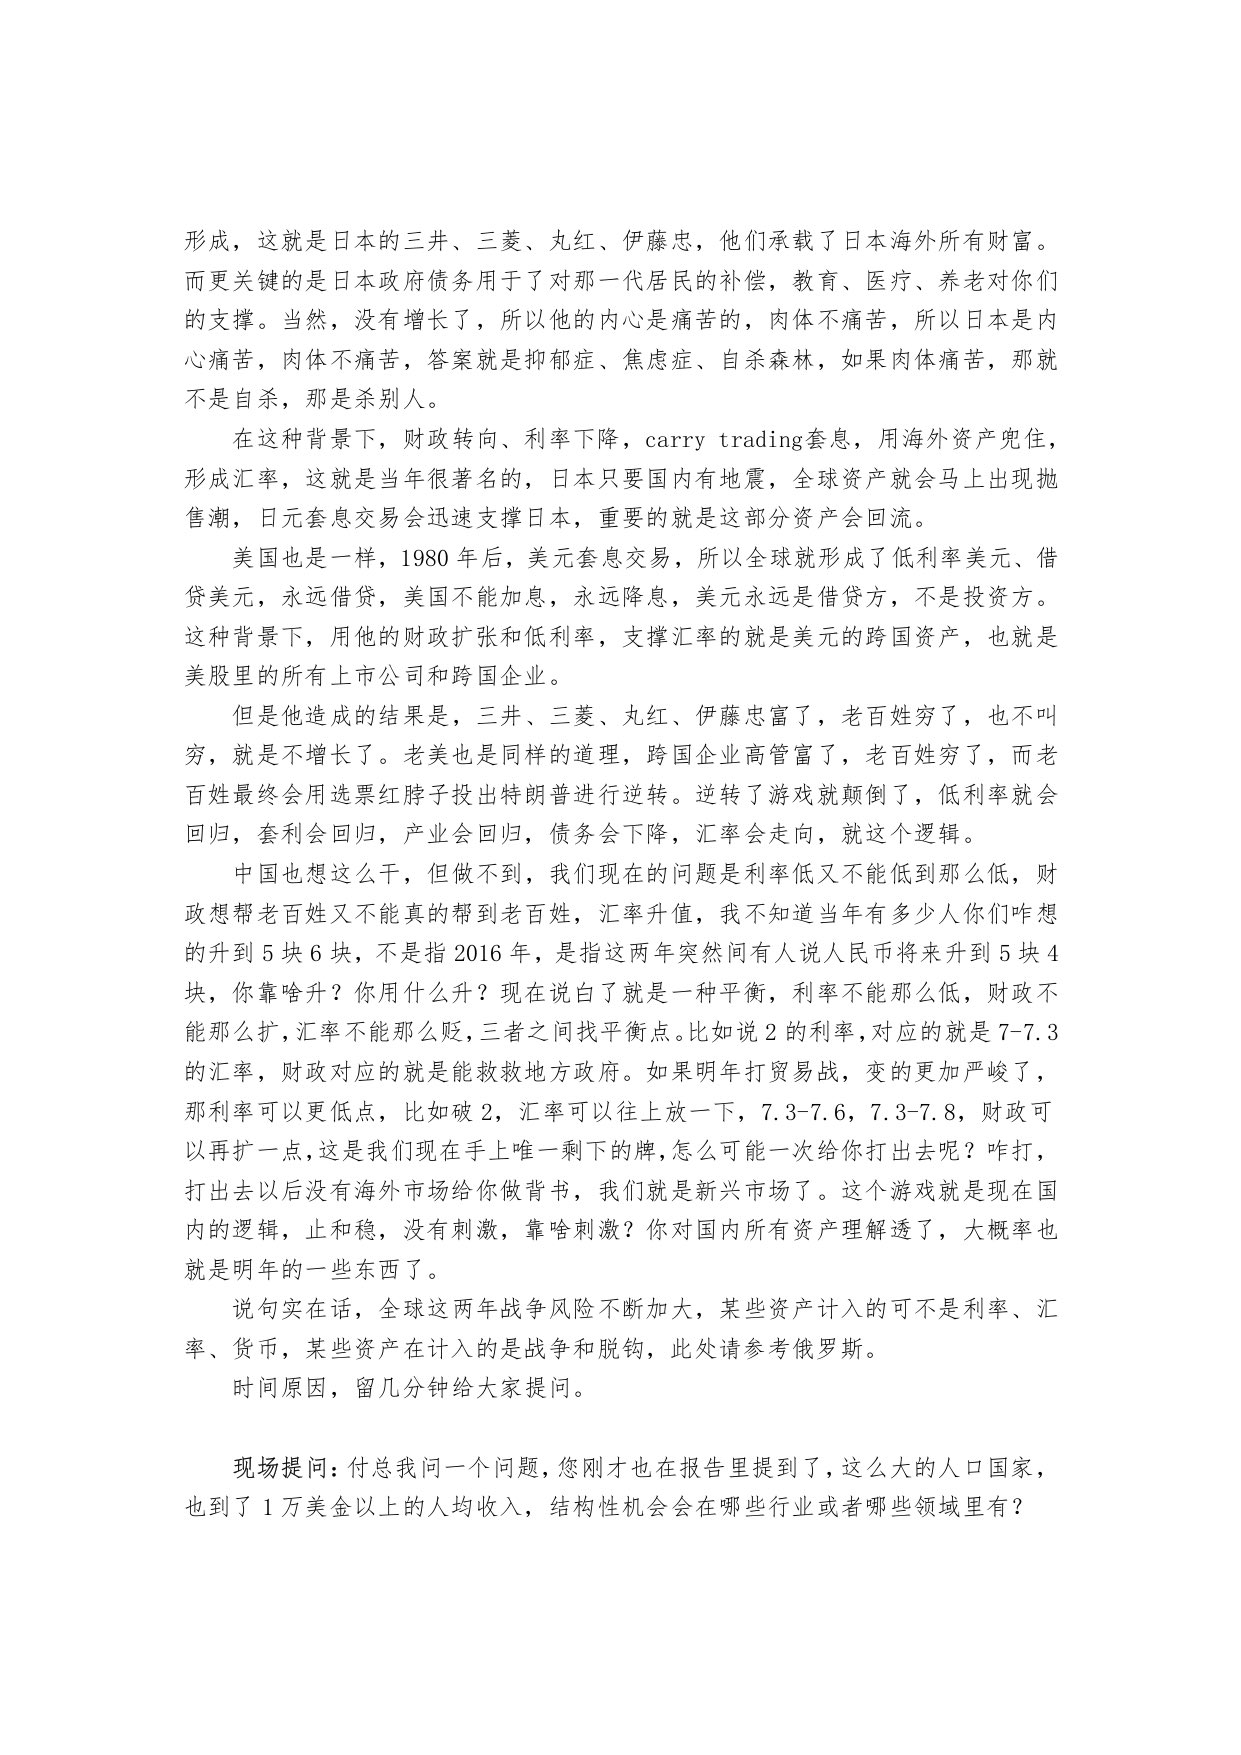 形成，这就是日本的三井、三菱、丸红、伊藤忠，他们承载了日本海外所有财富。
而更关键的是日本政府债务用于了对那一代居民的补偿，教育、医疗、养老对你们
的支撑。当然，没有增长了，所以他的内心是痛苦的，肉体不痛苦，所以日本是内
心痛苦，肉体不痛苦，答案就是抑郁症、焦虑症、自杀森林，如果肉体痛苦，那就
不是自杀，那是杀别人。
在这种背景下，财政转向、利率下降，carry trading套息，用海外资产兜住，
形成汇率，这就是当年很著名的，日本只要国内有地震，全球资产就会马上出现抛
售潮，日元套息交易会迅速支撑日本，重要的就是这部分资产会回流。
美国也是一样，1980 年后，美元套息交易，所以全球就形成了低利率美元、借
贷美元，永远借贷，美国不能加息，永远降息，美元永远是借贷方，不是投资方。
这种背景下，用他的财政扩张和低利率，支撑汇率的就是美元的跨国资产，也就是
美股里的所有上市公司和跨国企业。
但是他造成的结果是，三井、三菱、丸红、伊藤忠富了，老百姓穷了，也不叫
穷，就是不增长了。老美也是同样的道理，跨国企业高管富了，老百姓穷了，而老
百姓最终会用选票红脖子投出特朗普进行逆转。逆转了游戏就颠倒了，低利率就会
回归，套利会回归，产业会回归，债务会下降，汇率会走向，就这个逻辑。
中国也想这么干，但做不到，我们现在的问题是利率低又不能低到那么低，财
政想帮老百姓又不能真的帮到老百姓，汇率升值，我不知道当年有多少人你们咋想
的升到 5 块 6 块，不是指 2016 年，是指这两年突然间有人说人民币将来升到 5 块 4
块，你靠啥升？你用什么升？现在说白了就是一种平衡，利率不能那么低，财政不
能那么扩，汇率不能那么贬，三者之间找平衡点。比如说 2 的利率，对应的就是 7-7.3
的汇率，财政对应的就是能救救地方政府。如果明年打贸易战，变的更加严峻了，
那利率可以更低点，比如破 2，汇率可以往上放一下，7.3-7.6，7.3-7.8，财政可
以再扩一点，这是我们现在手上唯一剩下的牌，怎么可能一次给你打出去呢？咋打，
打出去以后没有海外市场给你做背书，我们就是新兴市场了。这个游戏就是现在国
内的逻辑，止和稳，没有刺激，靠啥刺激？你对国内所有资产理解透了，大概率也
就是明年的一些东西了。
说句实在话，全球这两年战争风险不断加大，某些资产计入的可不是利率、汇
率、货币，某些资产在计入的是战争和脱钩，此处请参考俄罗斯。
时间原因，留几分钟给大家提问。
现场提问：付总我问一个问题，您刚才也在报告里提到了，这么大的人口国家，
也到了 1 万美金以上的人均收入，结构性机会会在哪些行业或者哪些领域里有？